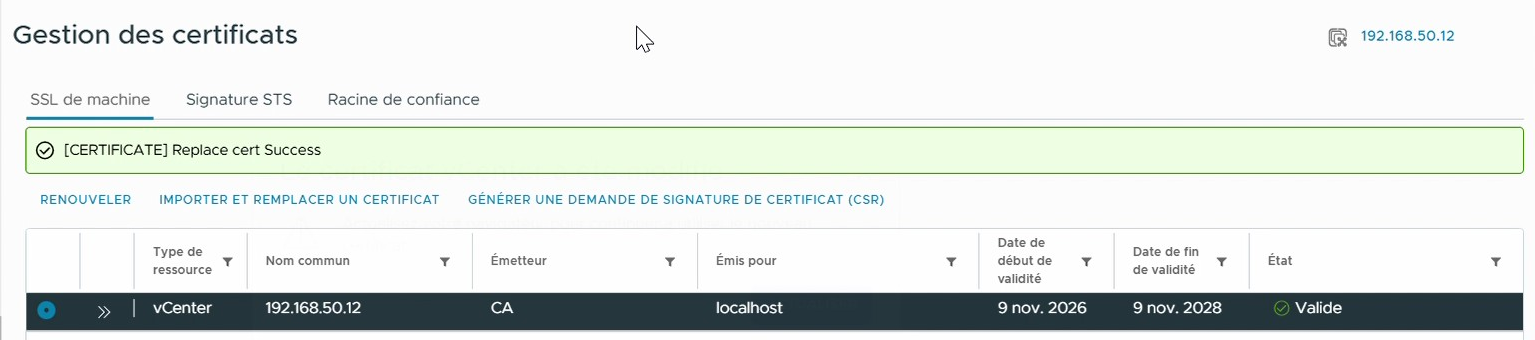 Gestion des certificats
192.168.50.12
SSL de machine Signature STS Racine de confiance
[CERTIFICATE] Replace cert Success
RENOUVELER IMPORTER ET REMPLACER UN CERTIFICAT GÉNÉRER UNE DEMANDE DE SIGNATURE DE CERTIFICAT (CSR)
Type de ressource Nom commun Émetteur Émis pour Date de début de validité Date de fin de validité État
vCenter 192.168.50.12 CA localhost 9 nov. 2026 9 nov. 2028 Valide